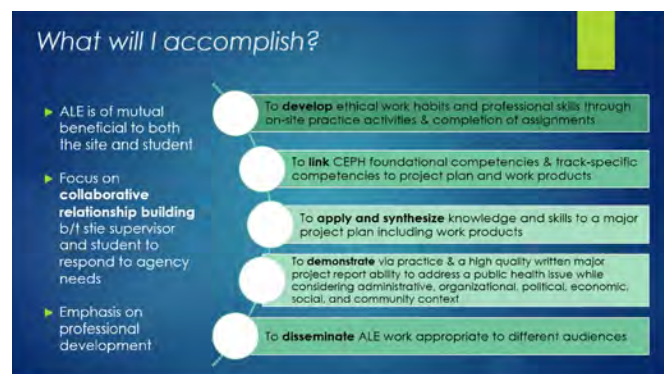 What will I accomplish?
ALE is of mutual
beneficial to both
the site and student
Focus on
collaborative
relationship building
b/t stie supervisor
and student to
respond to agency
needs
Emphasis on
professional
development
To develop ethical work habits and professional skills through
on-site practice activities & completion of assignments
To link CEPH foundational competencies & track-specific
competencies to project plan and work products
To apply and synthesize knowledge and skills to a major
project plan including work products
To demonstrate via practice & a high quality written major
project report ability to address a public health issue while
considering administrative, organizational, political, economic,
social, and community context
To disseminate ALE work appropriate to different audiences